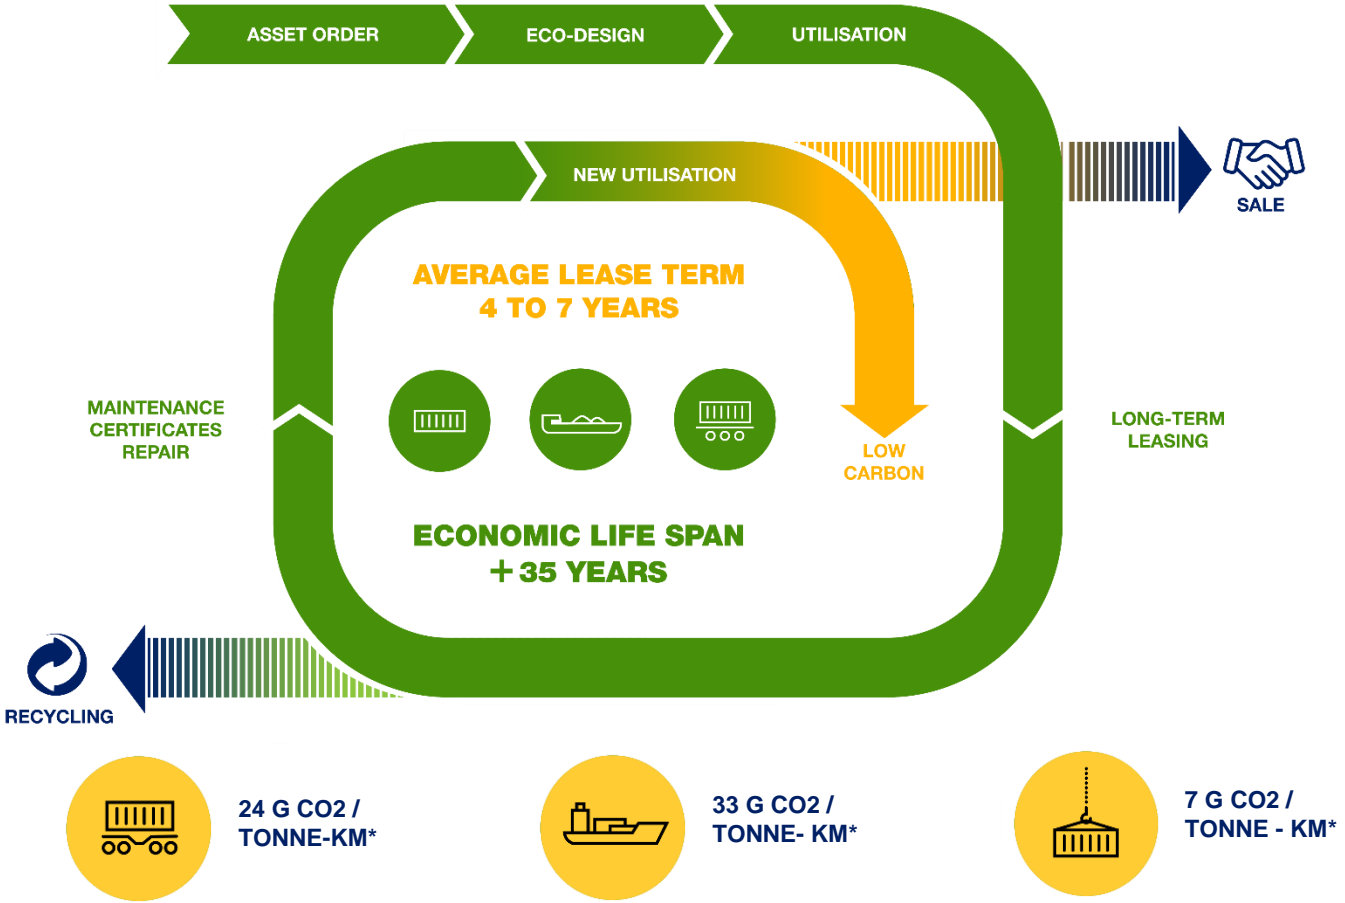 ASSET ORDER
ECO-DESIGN
UTILISATION
NEW UTILISATION
SALE
AVERAGE LEASE TERM
4 TO 7 YEARS
MAINTENANCE
CERTIFICATES
REPAIR
LOW
CARBON
LONG-TERM
LEASING
ECONOMIC LIFE SPAN
+35 YEARS
RECYCLING
24 G CO2 /
TONNE-KM*
33 G CO2 /
TONNE- KM*
7 G CO2 /
TONNE - KM*